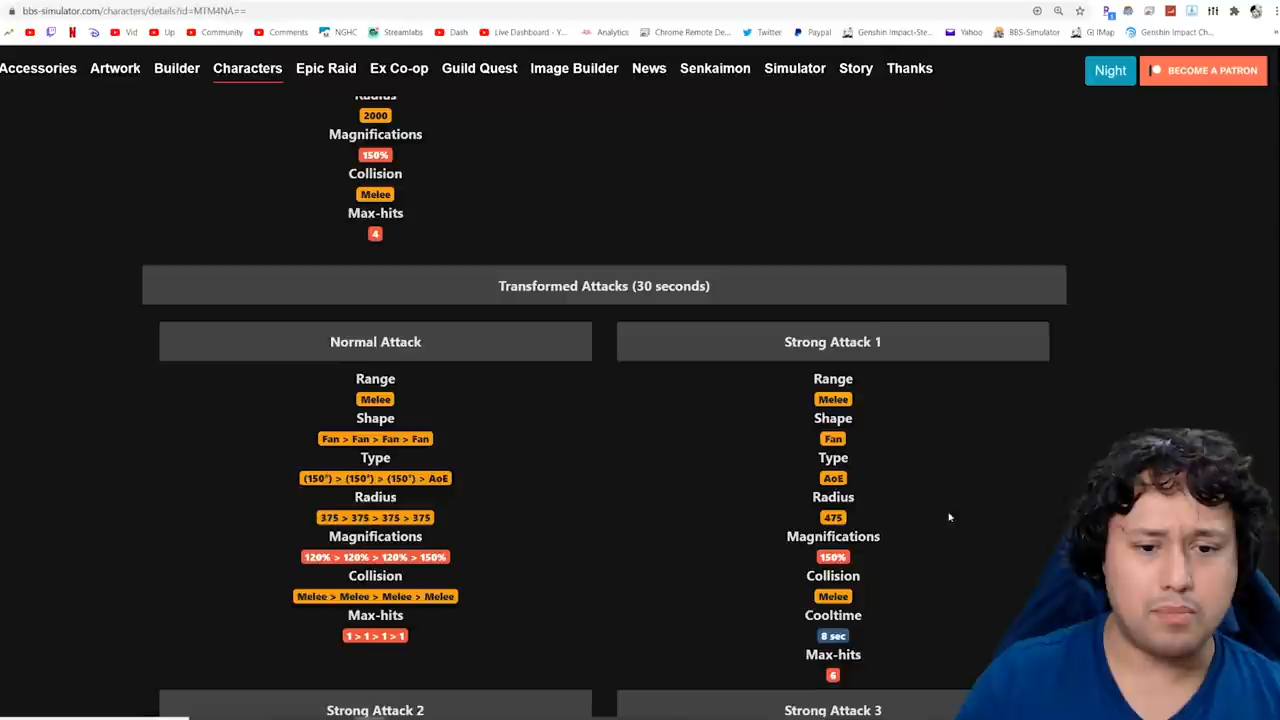 bbs-simulator.com/characters/details?id=MTM4NA==
Vid Up Community Comments NGHC Streamlabs Dash Live Dashboard - Y... Analytics Chrome Remote De... Twitter Paypal Genshin Impact-Ste... Yahoo BBS-Simulator GI IMap Genshin Impact Ch...
Accessories Artwork Builder Characters Epic Raid Ex Co-op Guild Quest Image Builder News Senkaimon Simulator Story Thanks Night BECOME A PATRON
Radius
2000
Magnifications
150%
Collision
Melee
Max-hits
4
Transformed Attacks (30 seconds)
Normal Attack
Range
Melee
Shape
Fan > Fan > Fan > Fan
Type
(150°) > (150°) > (150°) > AoE
Radius
375 > 375 > 375 > 375
Magnifications
120% > 120% > 120% > 150%
Collision
Melee > Melee > Melee > Melee
Max-hits
1 > 1 > 1 > 1
Strong Attack 1
Range
Melee
Shape
Fan
Type
AoE
Radius
475
Magnifications
150%
Collision
Melee
Cooltime
8 sec
Max-hits
6
Strong Attack 2
Strong Attack 3